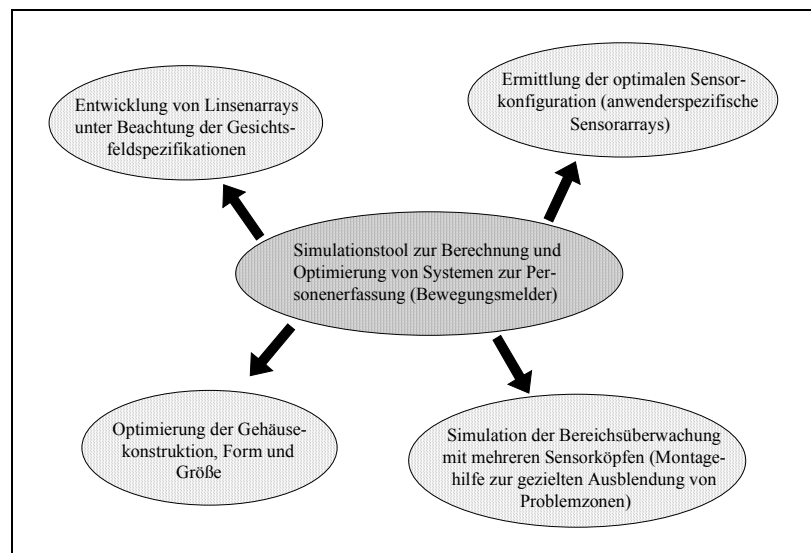 Entwicklung von Linsenarrays
unter Beachtung der Gesichts-
feldspezifikationen
Ermittlung der optimalen Sensor-
konfiguration (anwenderspezifische
Sensorarrays)
Simulationstool zur Berechnung und
Optimierung von Systemen zur Per-
sonenerfassung (Bewegungsmelder)
Optimierung der Gehäuse-
konstruktion, Form und
Größe
Simulation der Bereichsüberwachung
mit mehreren Sensorköpfen (Montage-
hilfe zur gezielten Ausblendung von
Problemzonen)